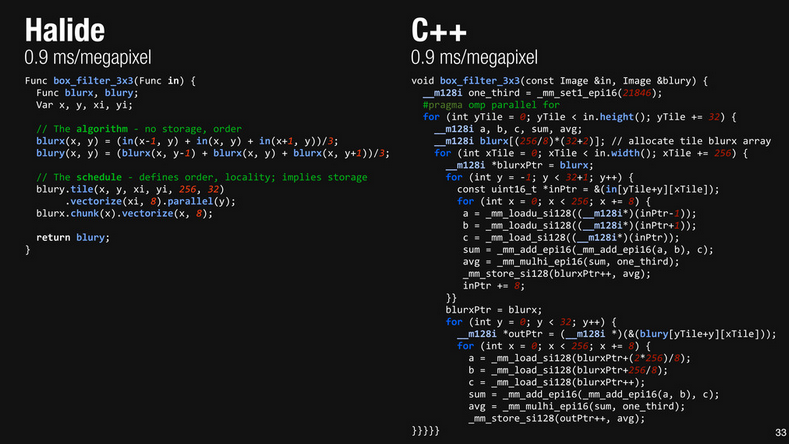 Halide
0.9 ms/megapixel
Func box_filter_3x3(Func in) {
  Func blurx, blury;
  Var x, y, xi, yi;

  // The algorithm - no storage, order
  blurx(x, y) = (in(x-1, y) + in(x, y) + in(x+1, y))/3;
  blury(x, y) = (blurx(x, y-1) + blurx(x, y) + blurx(x, y+1))/3;

  // The schedule - defines order, locality; implies storage
  blury.tile(x, y, xi, yi, 256, 32)
       .vectorize(xi, 8).parallel(y);
  blurx.chunk(x).vectorize(x, 8);

  return blury;
}
C++
0.9 ms/megapixel
void box_filter_3x3(const Image &in, Image &blury) {
  __m128i one_third = _mm_set1_epi16(21846);
  #pragma omp parallel for
  for (int yTile = 0; yTile < in.height(); yTile += 32) {
    __m128i a, b, c, sum, avg;
    __m128i blurx[(256/8)*(32+2)]; // allocate tile blurx array
    for (int xTile = 0; xTile < in.width(); xTile += 256) {
      __m128i *blurxPtr = blurx;
      for (int y = -1; y < 32+1; y++) {
        const uint16_t *inPtr = &(in[yTile+y][xTile]);
        for (int x = 0; x < 256; x += 8) {
         a = _mm_loadu_si128((__m128i*)(inPtr-1));
         b = _mm_loadu_si128((__m128i*)(inPtr+1));
         c = _mm_load_si128((__m128i*)(inPtr));
         sum = _mm_add_epi16(_mm_add_epi16(a, b), c);
         avg = _mm_mulhi_epi16(sum, one_third);
         _mm_store_si128(blurxPtr++, avg);
         inPtr += 8;
      }}
      blurxPtr = blurx;
      for (int y = 0; y < 32; y++) {
        __m128i *outPtr = (__m128i *)(&(blury[yTile+y][xTile]));
        for (int x = 0; x < 256; x += 8) {
          a = _mm_load_si128(blurxPtr+(2*256)/8);
          b = _mm_load_si128(blurxPtr+256/8);
          c = _mm_load_si128(blurxPtr++);
          sum = _mm_add_epi16(_mm_add_epi16(a, b), c);
          avg = _mm_mulhi_epi16(sum, one_third);
          _mm_store_si128(outPtr++, avg);
}}}}}
33